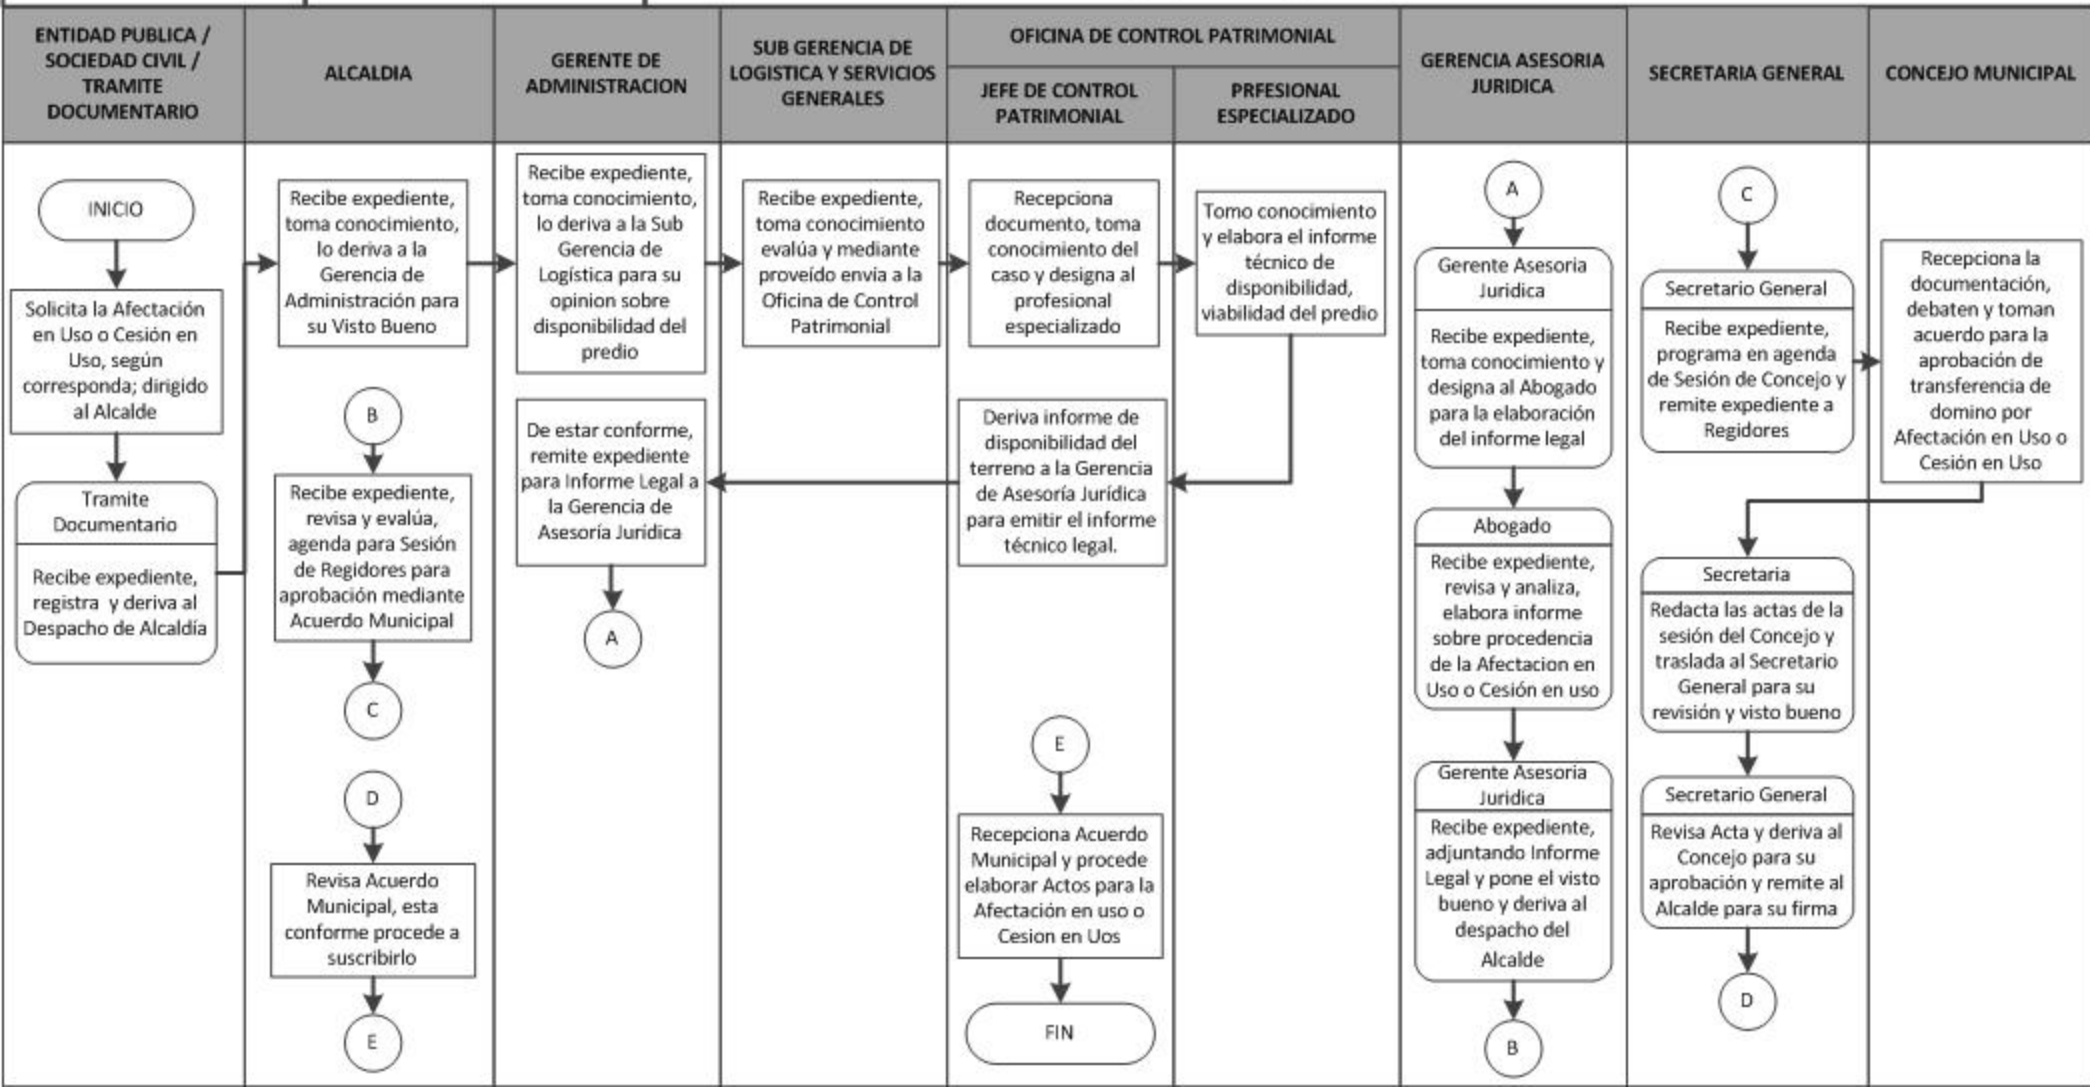 ENTIDAD PUBLICA /
SOCIEDAD CIVIL /
TRAMITE
DOCUMENTARIO
ALCALDIA
GERENTE DE
ADMINISTRACION
SUB GERENCIA DE
LOGISTICA Y SERVICIOS
GENERALES
OFICINA DE CONTROL PATRIMONIAL
JEFE DE CONTROL
PATRIMONIAL
PRFESIONAL
ESPECIALIZADO
GERENCIA ASESORIA
JURIDICA
SECRETARIA GENERAL
CONCEJO MUNICIPAL
INICIO
Solicita la Afectación
en Uso o Cesión en
Uso, según
corresponda; dirigido
al Alcalde
Tramite
Documentario
Recibe expediente,
registra y deriva al
Despacho de Alcaldía
Recibe expediente,
toma conocimiento,
lo deriva a la
Gerencia de
Administración para
su Visto Bueno
B
Recibe expediente,
revisa y evalúa,
agenda para Sesión
de Regidores para
aprobación mediante
Acuerdo Municipal
C
D
Revisa Acuerdo
Municipal, esta
conforme procede a
suscribirlo
E
Recibe expediente,
toma conocimiento,
lo deriva a la Sub
Gerencia de
Logística para su
opinion sobre
disponibilidad del
predio
De estar conforme,
remite expediente
para Informe Legal a
la Gerencia de
Asesoría Jurídica
A
Recibe expediente,
toma conocimiento
evalúa y mediante
proveído envía a la
Oficina de Control
Patrimonial
Recepciona
documento, toma
conocimiento del
caso y designa al
profesional
especializado
Deriva informe de
disponibilidad del
terreno a la Gerencia
de Asesoría Jurídica
para emitir el informe
técnico legal.
E
Recepciona Acuerdo
Municipal y procede
elaborar Actos para la
Afectación en uso o
Cesion en Uos
FIN
Tomo conocimiento
y elabora el informe
técnico de
disponibilidad,
viabilidad del predio
A
Gerente Asesoria
Juridica
Recibe expediente,
toma conocimiento y
designa al Abogado
para la elaboración
del informe legal
Abogado
Recibe expediente,
revisa y analiza,
elabora informe
sobre procedencia
de la Afectacion en
Uso o Cesión en uso
Gerente Asesoria
Juridica
Recibe expediente,
adjuntando Informe
Legal y pone el visto
bueno y deriva al
despacho del
Alcalde
B
C
Secretario General
Recibe expediente,
programa en agenda
de Sesión de Concejo y
remite expediente a
Regidores
Secretaria
Redacta las actas de la
sesión del Concejo y
traslada al Secretario
General para su
revisión y visto bueno
Secretario General
Revisa Acta y deriva al
Concejo para su
aprobación y remite al
Alcalde para su firma
D
Recepciona la
documentación,
debaten y toman
acuerdo para la
aprobación de
transferencia de
domino por
Afectación en Uso o
Cesión en Uso